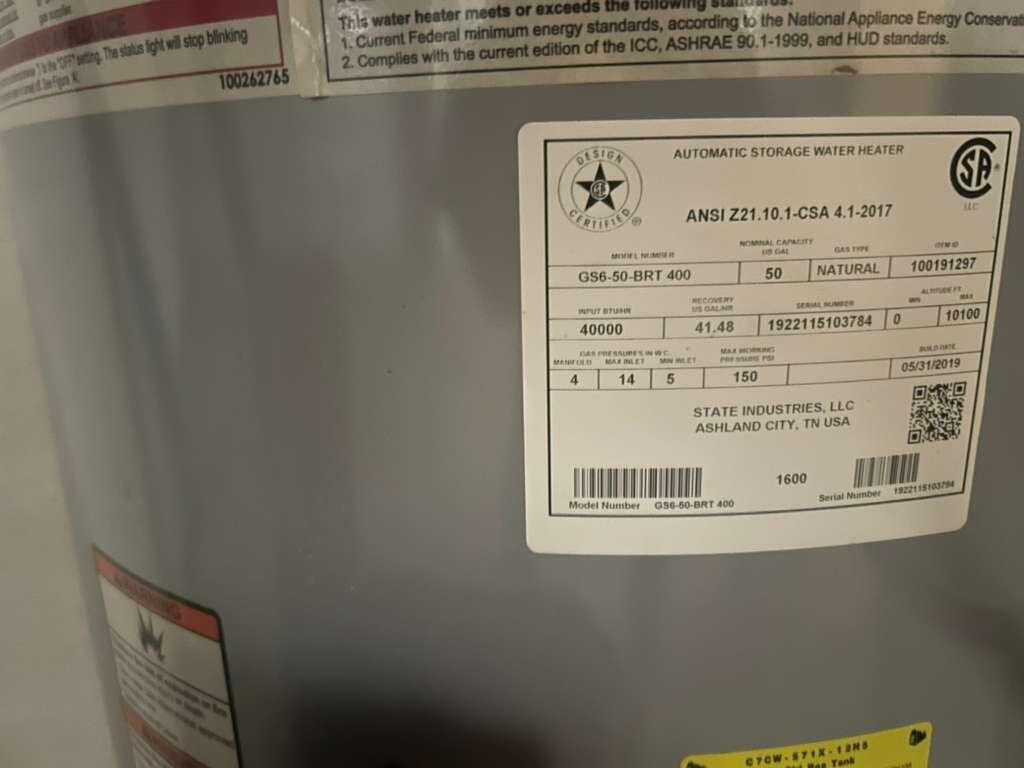 gas supplier.
"OFF" setting. The status light will stop blinking
See Figure
100262765
This water heater meets or exceeds the following standards:
1. Current Federal minimum energy standards, according to the National Appliance Energy Conservati
2. Complies with the current edition of the ICC, ASHRAE 90.1-1999, and HUD standards.
DESIGN
CERTIFIED
AUTOMATIC STORAGE WATER HEATER
LLC
ANSI Z21.10.1-CSA 4.1-2017
MODEL NUMBER NOMINAL CAPACITY US GAL GAS TYPE ITEM ID
GS6-50-BRT 400 50 NATURAL 100191297
INPUT BTU/HR RECOVERY US GAL/HR SERIAL NUMBER ALTITUDE FT. MIN MAX
40000 41.48 1922115103784 0 10100
GAS PRESSURES IN W.C. MAX WORKING PRESSURE PSI BUILD DATE
MANIFOLD MAX INLET MIN INLET
4 14 5 150 05/31/2019
STATE INDUSTRIES, LLC
ASHLAND CITY, TN USA
1600
Model Number GS6-50-BRT 400 Serial Number 1922115103784
WARNING